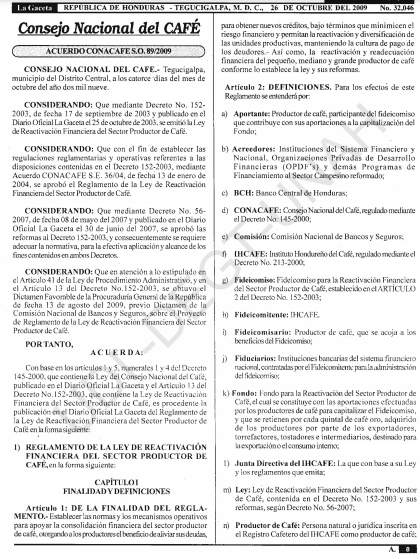 La Gaceta REPÚBLICA DE HONDURAS - TEGUCIGALPA, M. D. C., 26 DE OCTUBRE DEL 2009 No. 32,046
Consejo Nacional del CAFÉ
ACUERDO CONACAFE S.O. 89/2009
CONSEJO NACIONAL DEL CAFE.- Tegucigalpa,
municipio del Distrito Central, a los catorce días del mes de
octubre del año dos mil nueve.
CONSIDERANDO: Que mediante Decreto No. 152-
2003, de fecha 17 de septiembre de 2003 y publicado en el
Diario Oficial La Gaceta el 25 de octubre de 2003, se emitió la Ley
de Reactivación Financiera del Sector Productor de Café.
CONSIDERANDO: Que con el fin de establecer las
regulaciones reglamentarias y operativas referentes a las
disposiciones contenidas en el Decreto 152-2003, mediante
Acuerdo CONACAFE S.E. 36/04, de fecha 13 de enero de
2004, se aprobó el Reglamento de la Ley de Reactivación
Financiera del Sector Productor de Café.
CONSIDERANDO: Que mediante Decreto No. 56-
2007, de fecha 08 de mayo de 2007 y publicado en el Diario
Oficial La Gaceta el 30 de junio del 2007, se aprobó las
reformas al Decreto 152-2003, y consecuentemente se requiere
adecuar la normativa, para la efectiva aplicación y alcance de los
fines contenidos en ambos Decretos.
CONSIDERANDO: Que en atención a lo estipulado en
el Artículo 41 de la Ley de Procedimiento Administrativo, y en
el Artículo 13 del Decreto No.152-2003, se obtuvo el
Dictamen Favorable de la Procuraduría General de la República
de fecha 13 de agosto 2009, previo Dictamen de la
Comisión Nacional de Bancos y Seguros, sobre el Proyecto
de Reglamento de la Ley de Reactivación Financiera del Sector
Productor de Café.
POR TANTO,
A C U E R D A:
Con base en los artículos 1 y 5, numerales 1 y 4 del Decreto
145-2000, que contiene la Ley del Consejo Nacional del Café,
publicado en el Diario Oficial La Gaceta y el Artículo 13 del
Decreto No.152-2003, que contiene la Ley de Reactivación
Financiera del Sector Productor de Café, es procedente la
publicación en el Diario Oficial La Gaceta del Reglamento de
la Ley de Reactivación Financiera del Sector Productor de
Café en la forma siguiente:
1) REGLAMENTO DE LA LEY DE REACTIVACIÓN
FINANCIERA DEL SECTOR PRODUCTOR DE
CAFÉ, en la forma siguiente:
CAPÍTULO I
FINALIDAD Y DEFINICIONES
Artículo 1: DE LA FINALIDAD DEL REGLA-
MENTO.- Establecer las normas y los mecanismos operativos
para apoyar la consolidación financiera del sector productor
de café, otorgando a los productores el beneficio de aliviar sus deudas,
para obtener nuevos créditos, bajo términos que minimicen el
riesgo financiero y permitan la reactivación y diversificación de
las unidades productivas, manteniendo la cultura de pago de
los deudores.- Así como, la reactivación y readecuación
financiera del pequeño, mediano y grande productor de café
conforme lo establece la ley y sus reformas.
Artículo 2: DEFINICIONES. Para los efectos de este
Reglamento se entenderá por:
a) Aportante: Productor de café, participante del fideicomiso
que contribuye con sus aportaciones a la capitalización del
Fondo;
b) Acreedores: Instituciones del Sistema Financiero y
Nacional, Organizaciones Privadas de Desarrollo
Financieras (OPDF's) y demás Programas de
Financiamiento al Sector Campesino reformado;
c) BCH: Banco Central de Honduras;
d) CONACAFE: Consejo Nacional del Café, regulado mediante
el Decreto No. 145-2000;
e) Comisión: Comisión Nacional de Bancos y Seguros;
f) IHCAFE: Instituto Hondureño del Café, regulado mediante el
Decreto No. 213-2000;
g) Fideicomiso: Fideicomiso para la Reactivación Financiera
del Sector Productor de Café, establecido en el ARTÍCULO
2 del Decreto No. 152-2003;
h) Fideicomitente: IHCAFE.
i) Fideicomisario: Productor de café, que se acoja a los
beneficios del Fideicomiso;
j) Fiduciarios: Instituciones bancarias del sistema financiero
nacional, contratadas por el Fideicomitente para la administración
del fideicomiso;
k) Fondo: Fondo para la Reactivación del Sector Productor de
Café, el cual se constituye con las aportaciones efectuadas
por los productores de café para capitalizar el Fideicomiso,
y que se retienen por cada quintal de café oro, adquirido
de los productores por parte de los exportadores,
torrefactores, tostadores e intermediarios, destinado para
la exportación o el consumo interno;
l) Junta Directiva del IHCAFE: La que con base a su Ley
y los reglamentos que emita;
m) Ley: Ley de Reactivación Financiera del Sector Productor
de Café, contenida en el Decreto 152-2003 y sus
reformas, según Decreto No. 56-2007;
n) Productor de Café: Persona natural o jurídica inscrita en
el Registro Cafetero del IHCAFE como productor de café
A. 8